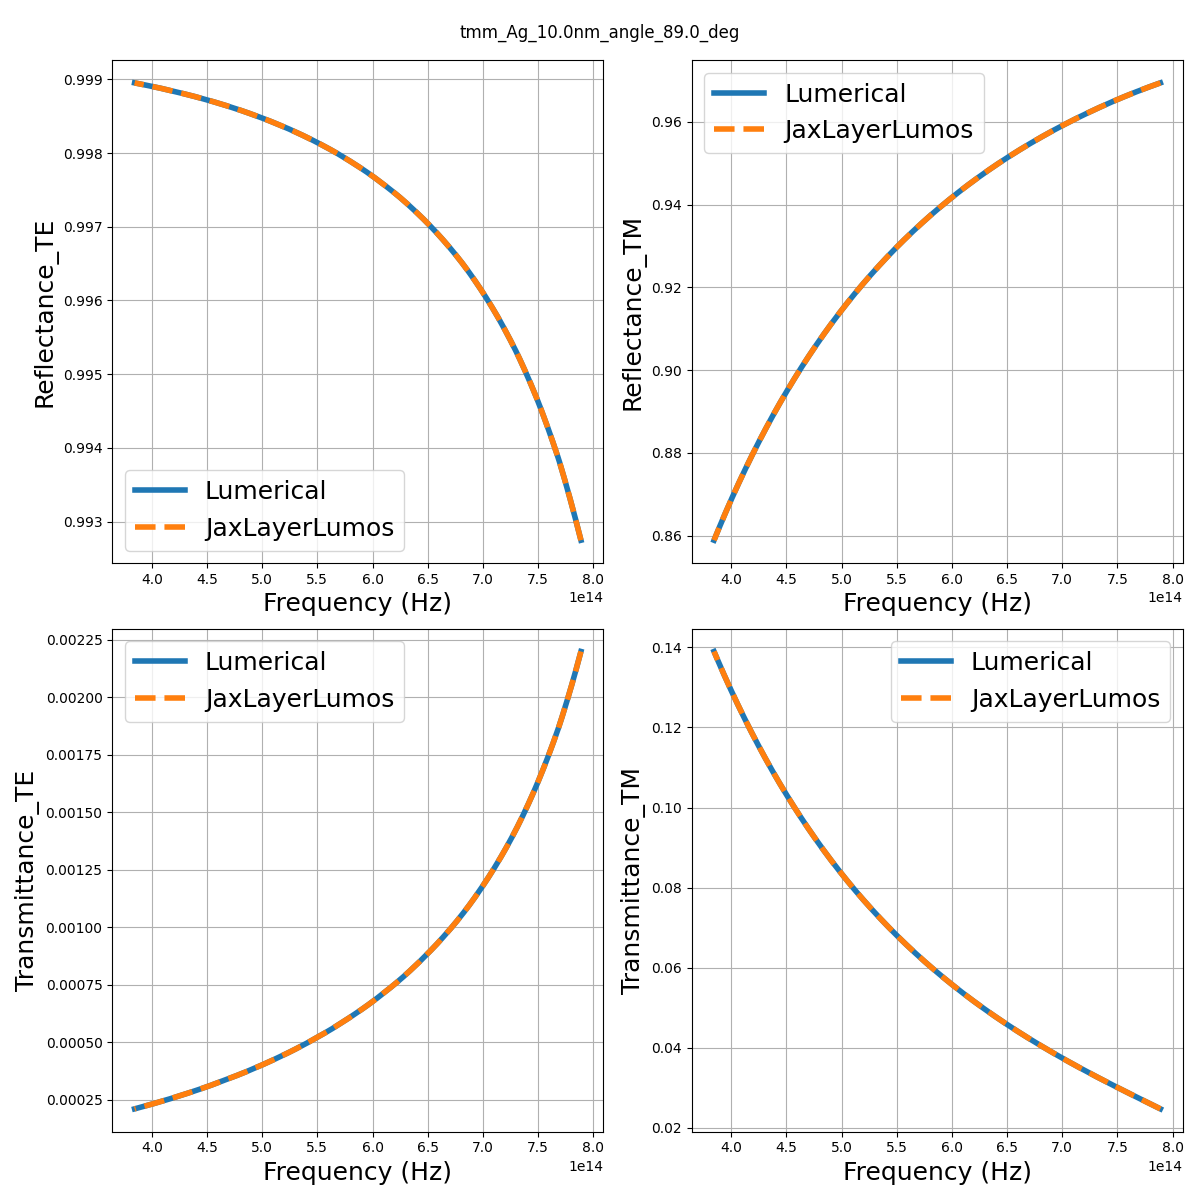 tmm_Ag_10.0nm_angle_89.0_deg
0.999
0.998
0.997
0.996
0.995
0.994
0.993
Reflectance_TE
Lumerical
JaxLayerLumos
4.0 4.5 5.0 5.5 6.0 6.5 7.0 7.5 8.0
1e14
Frequency (Hz)
0.96
0.94
0.92
0.90
0.88
0.86
Reflectance_TM
Lumerical
JaxLayerLumos
4.0 4.5 5.0 5.5 6.0 6.5 7.0 7.5 8.0
1e14
Frequency (Hz)
0.00225
0.00200
0.00175
0.00150
0.00125
0.00100
0.00075
0.00050
0.00025
Transmittance_TE
Lumerical
JaxLayerLumos
4.0 4.5 5.0 5.5 6.0 6.5 7.0 7.5 8.0
1e14
Frequency (Hz)
0.14
0.12
0.10
0.08
0.06
0.04
0.02
Transmittance_TM
Lumerical
JaxLayerLumos
4.0 4.5 5.0 5.5 6.0 6.5 7.0 7.5 8.0
1e14
Frequency (Hz)